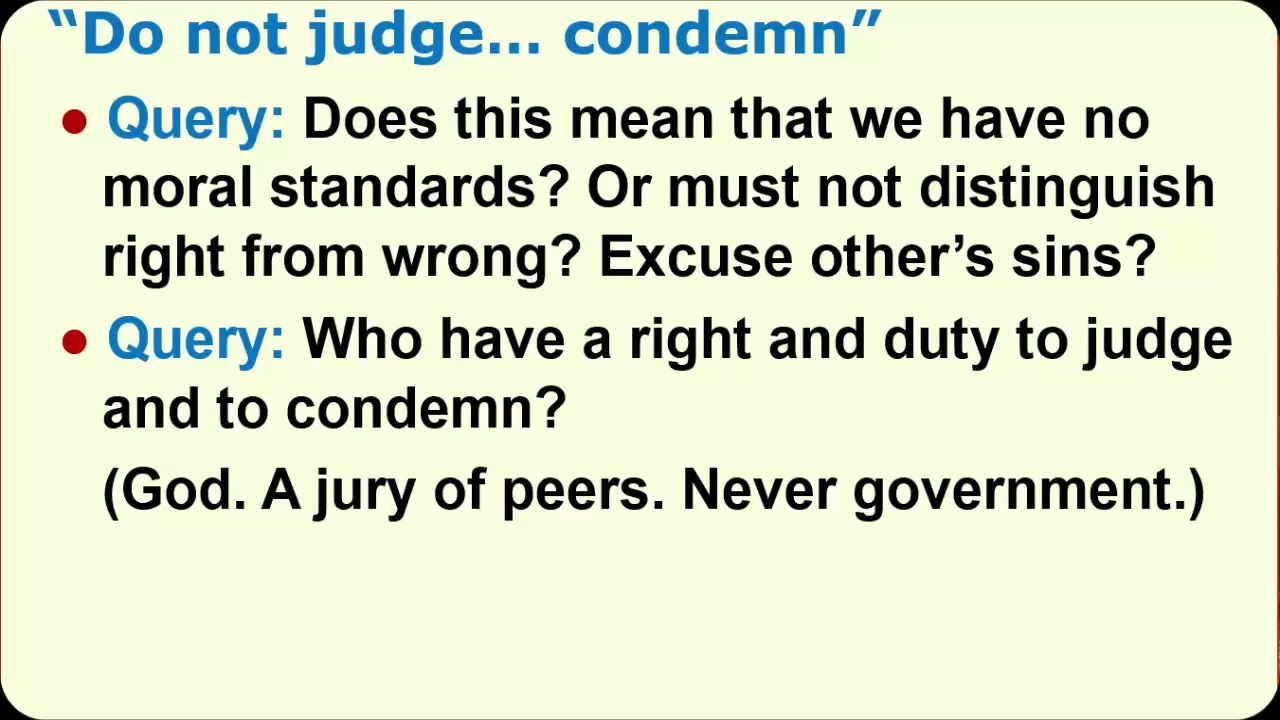 “Do not judge... condemn”
● Query: Does this mean that we have no
moral standards? Or must not distinguish
right from wrong? Excuse other’s sins?
● Query: Who have a right and duty to judge
and to condemn?
(God. A jury of peers. Never government.)